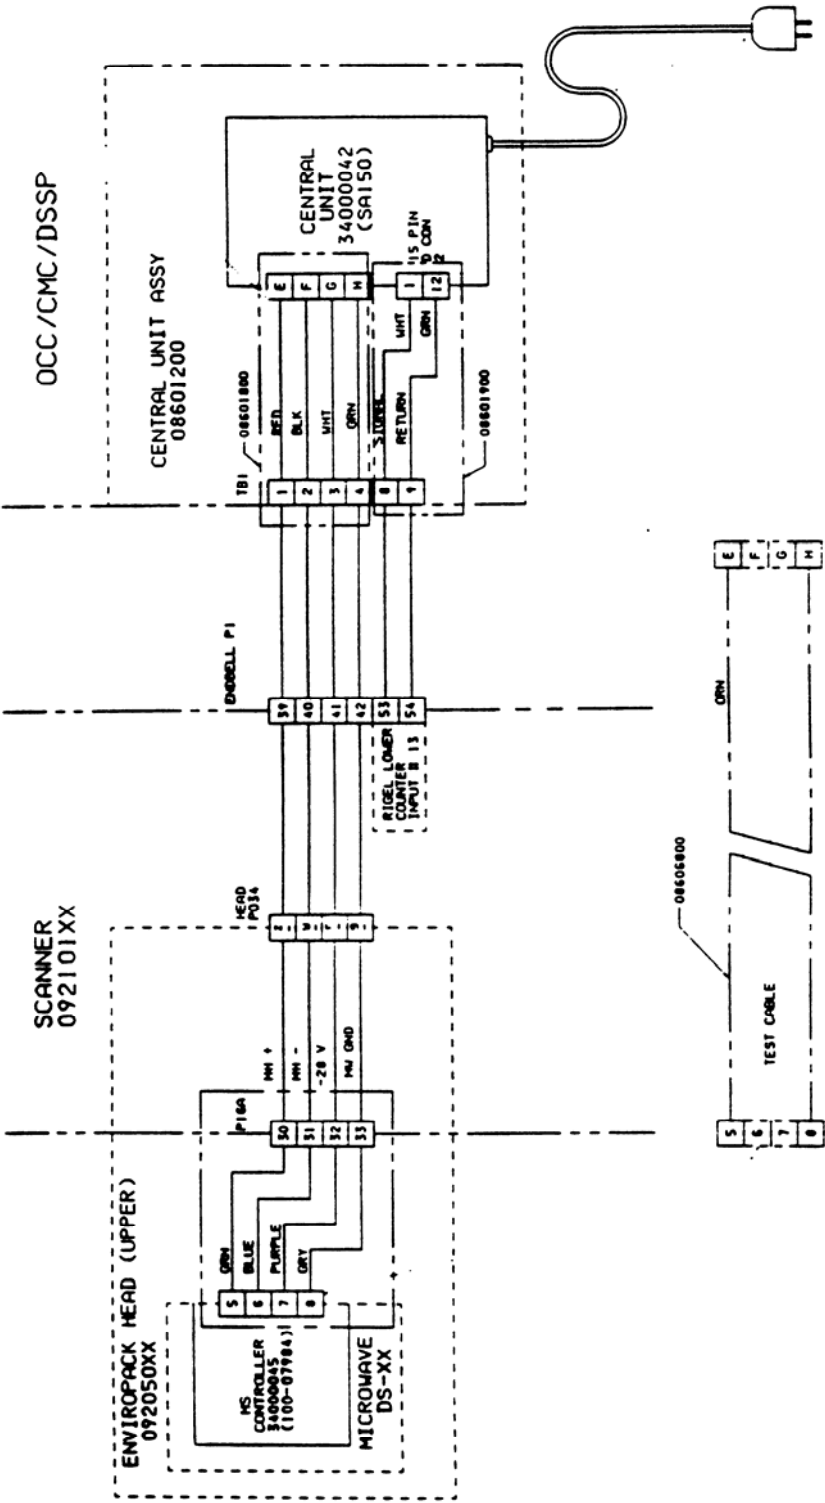 OCC/CMC/DSSP
CENTRAL UNIT ASSY
08601200
CENTRAL
UNIT
34000042
(SA150)
15 PIN
D CON
E
F
G
H
1
12
WHT
GRN
08601800
RED
BLK
WHT
SIGNAL
RETURN
08601900
TB1
1
2
3
4
8
9
ENDBELL P1
39
40
41
42
53
54
RIGEL LOWER
COUNTER
INPUT # 13
SCANNER
092101XX
HEAD
P034
MW +
MW -
-28 V
MW GND
P16A
30
31
32
33
ENVIROPACK HEAD (UPPER)
092050XX
BLUE
PURPLE
GRY
5
6
7
8
MS
CONTROLLER
34000045
(100-07984)
MICROWAVE
DS-XX
E
F
G
H
08606800
TEST CABLE
5
6
7
8